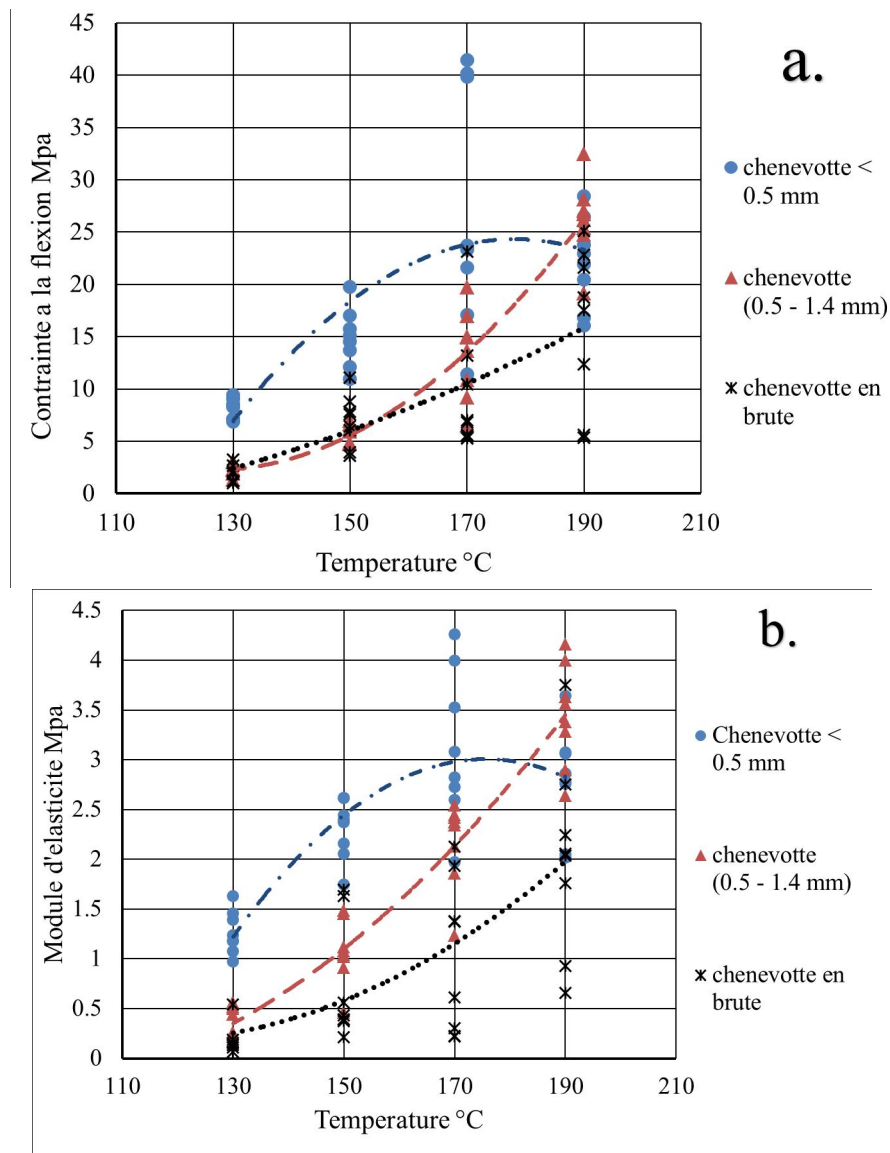 a.
45
40
35
30
25
20
15
10
5
0
Contrainte a la flexion Mpa
110 130 150 170 190 210
Temperature °C
chenevotte <
0.5 mm
chenevotte
(0.5 - 1.4 mm)
chenevotte en
brute
b.
4.5
4
3.5
3
2.5
2
1.5
1
0.5
0
Module d'elasticite Mpa
110 130 150 170 190 210
Temperature °C
Chenevotte <
0.5 mm
chenevotte
(0.5 - 1.4 mm)
chenevotte en
brute